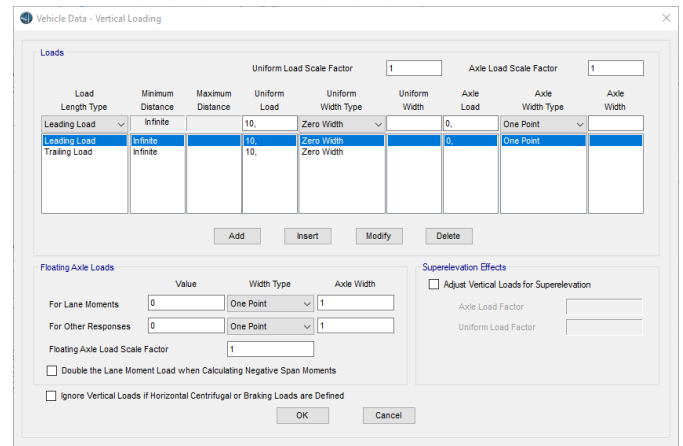 Vehicle Data - Vertical Loading
Loads
Uniform Load Scale Factor 1 Axle Load Scale Factor 1
Load Minimum Maximum Uniform Uniform Uniform Axle Axle Axle
Length Type Distance Distance Load Width Type Width Load Width Type Width
Leading Load Infinite 10, Zero Width 0, One Point
Leading Load Infinite 10, Zero Width 0, One Point
Trailing Load Infinite 10, Zero Width
Add Insert Modify Delete
Floating Axle Loads Superelevation Effects
Value Width Type Axle Width Adjust Vertical Loads for Superelevation
For Lane Moments 0 One Point 1 Axle Load Factor
For Other Responses 0 One Point 1 Uniform Load Factor
Floating Axle Load Scale Factor 1
Double the Lane Moment Load when Calculating Negative Span Moments
Ignore Vertical Loads if Horizontal Centrifugal or Braking Loads are Defined
OK Cancel